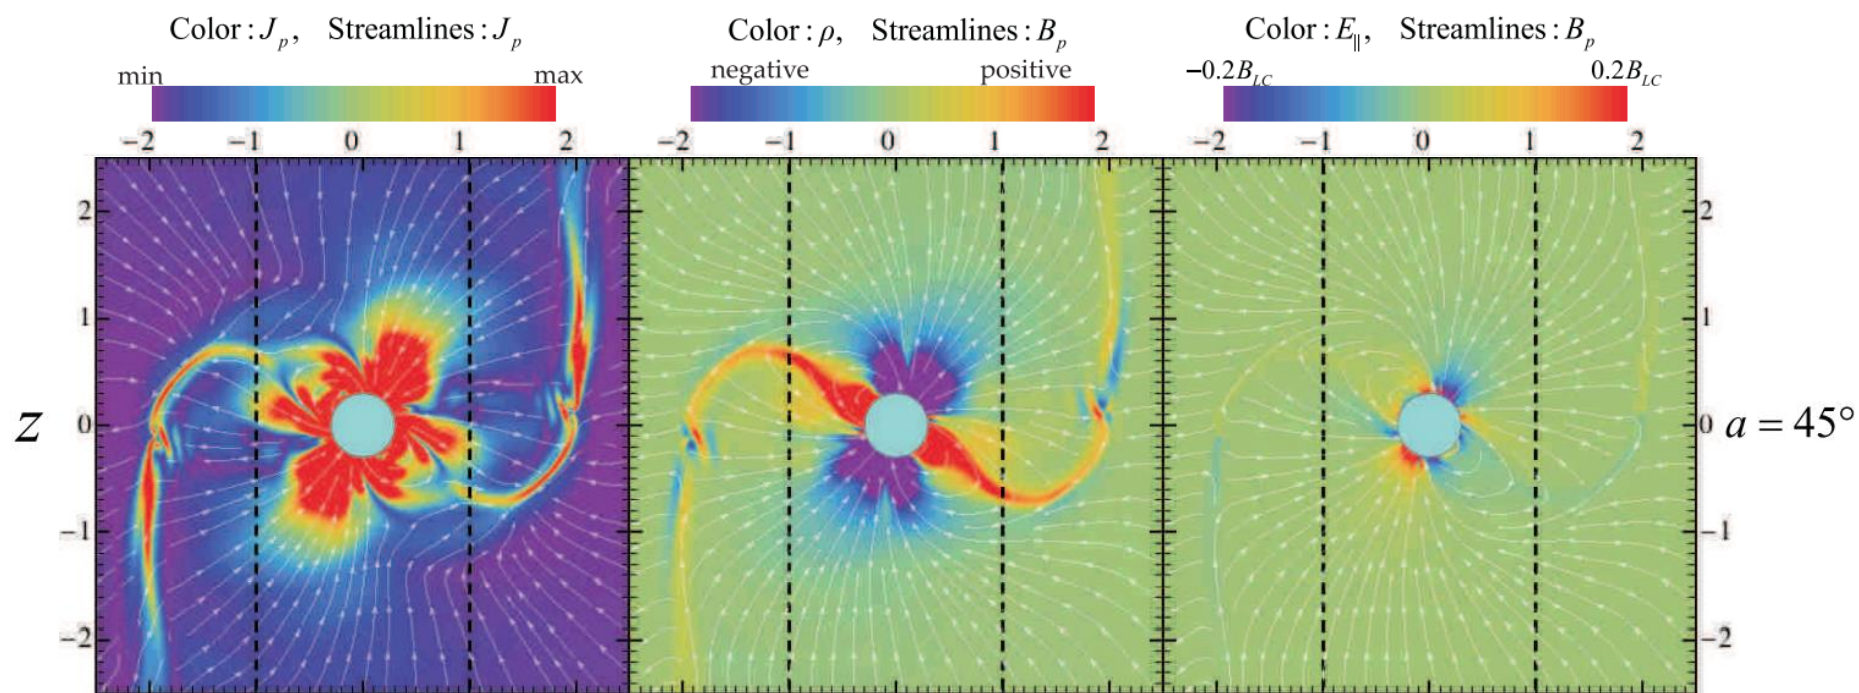 Color : J_p,   Streamlines : J_p   Color : ρ,   Streamlines : B_p   Color : E_∥,   Streamlines : B_p
min   max   negative   positive   −0.2B_LC   0.2B_LC
−2   −1   0   1   2   −2   −1   0   1   2   −2   −1   0   1   2
2   2
1   1
z   0   0   a = 45°
−1   −1
−2   −2